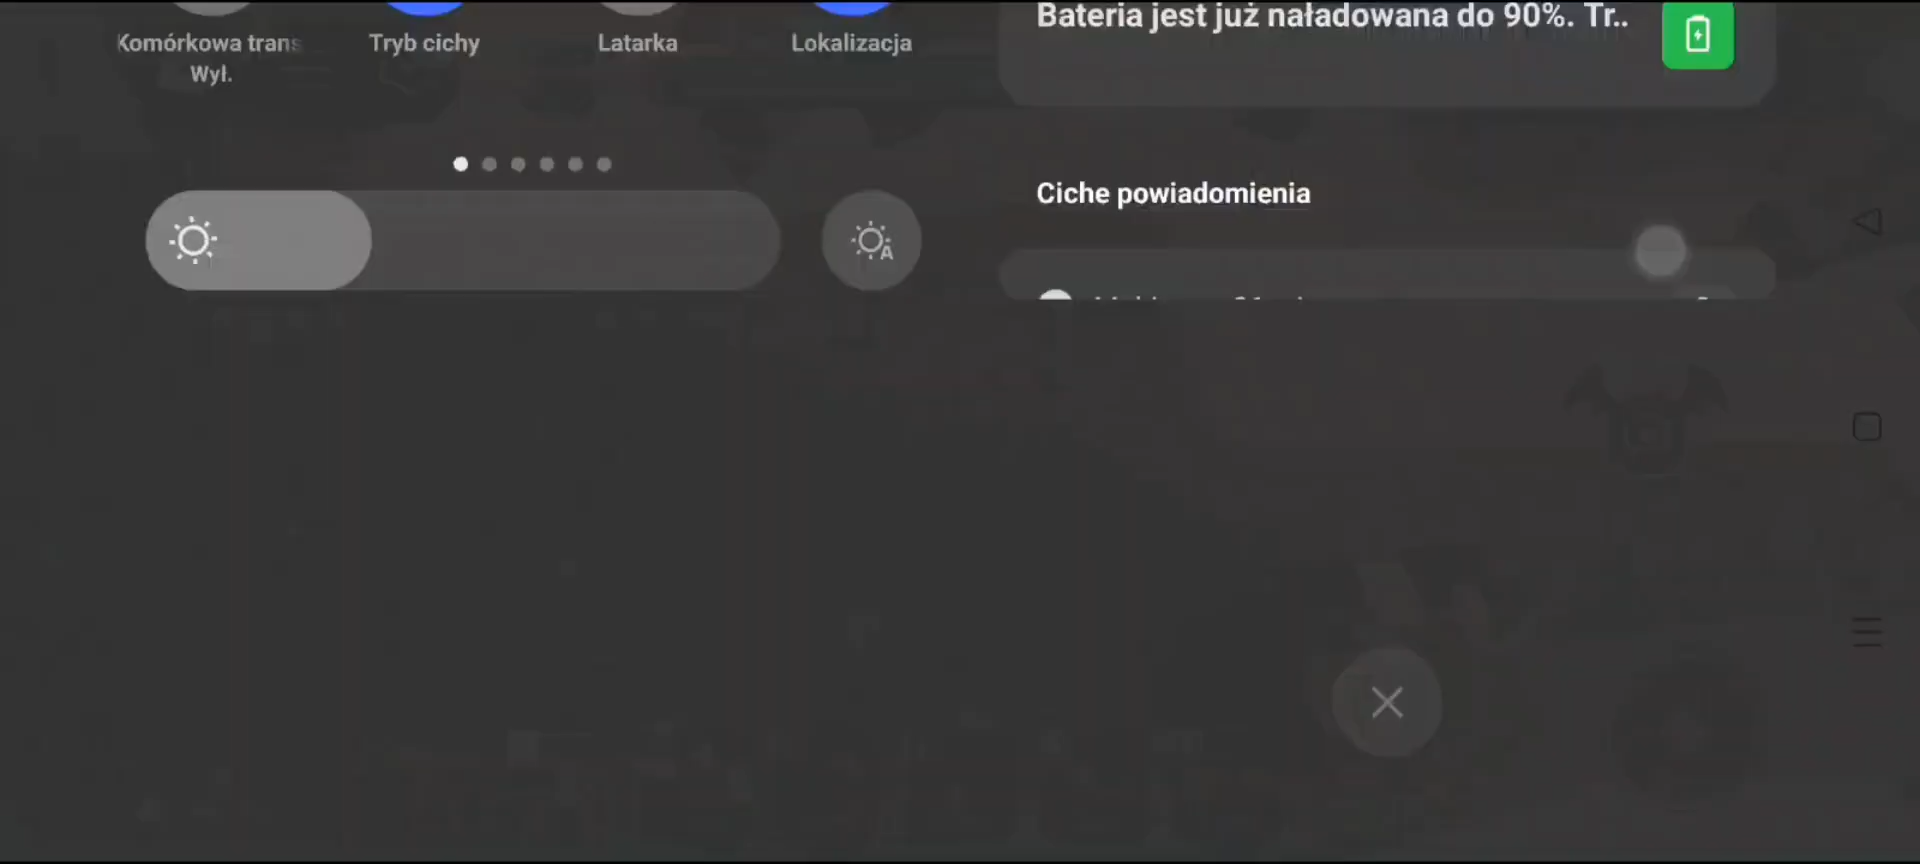 Komórkowa trans
Wył.
Tryb cichy
Latarka
Lokalizacja
Bateria jest już naładowana do 90%. Tr..
A
Ciche powiadomienia